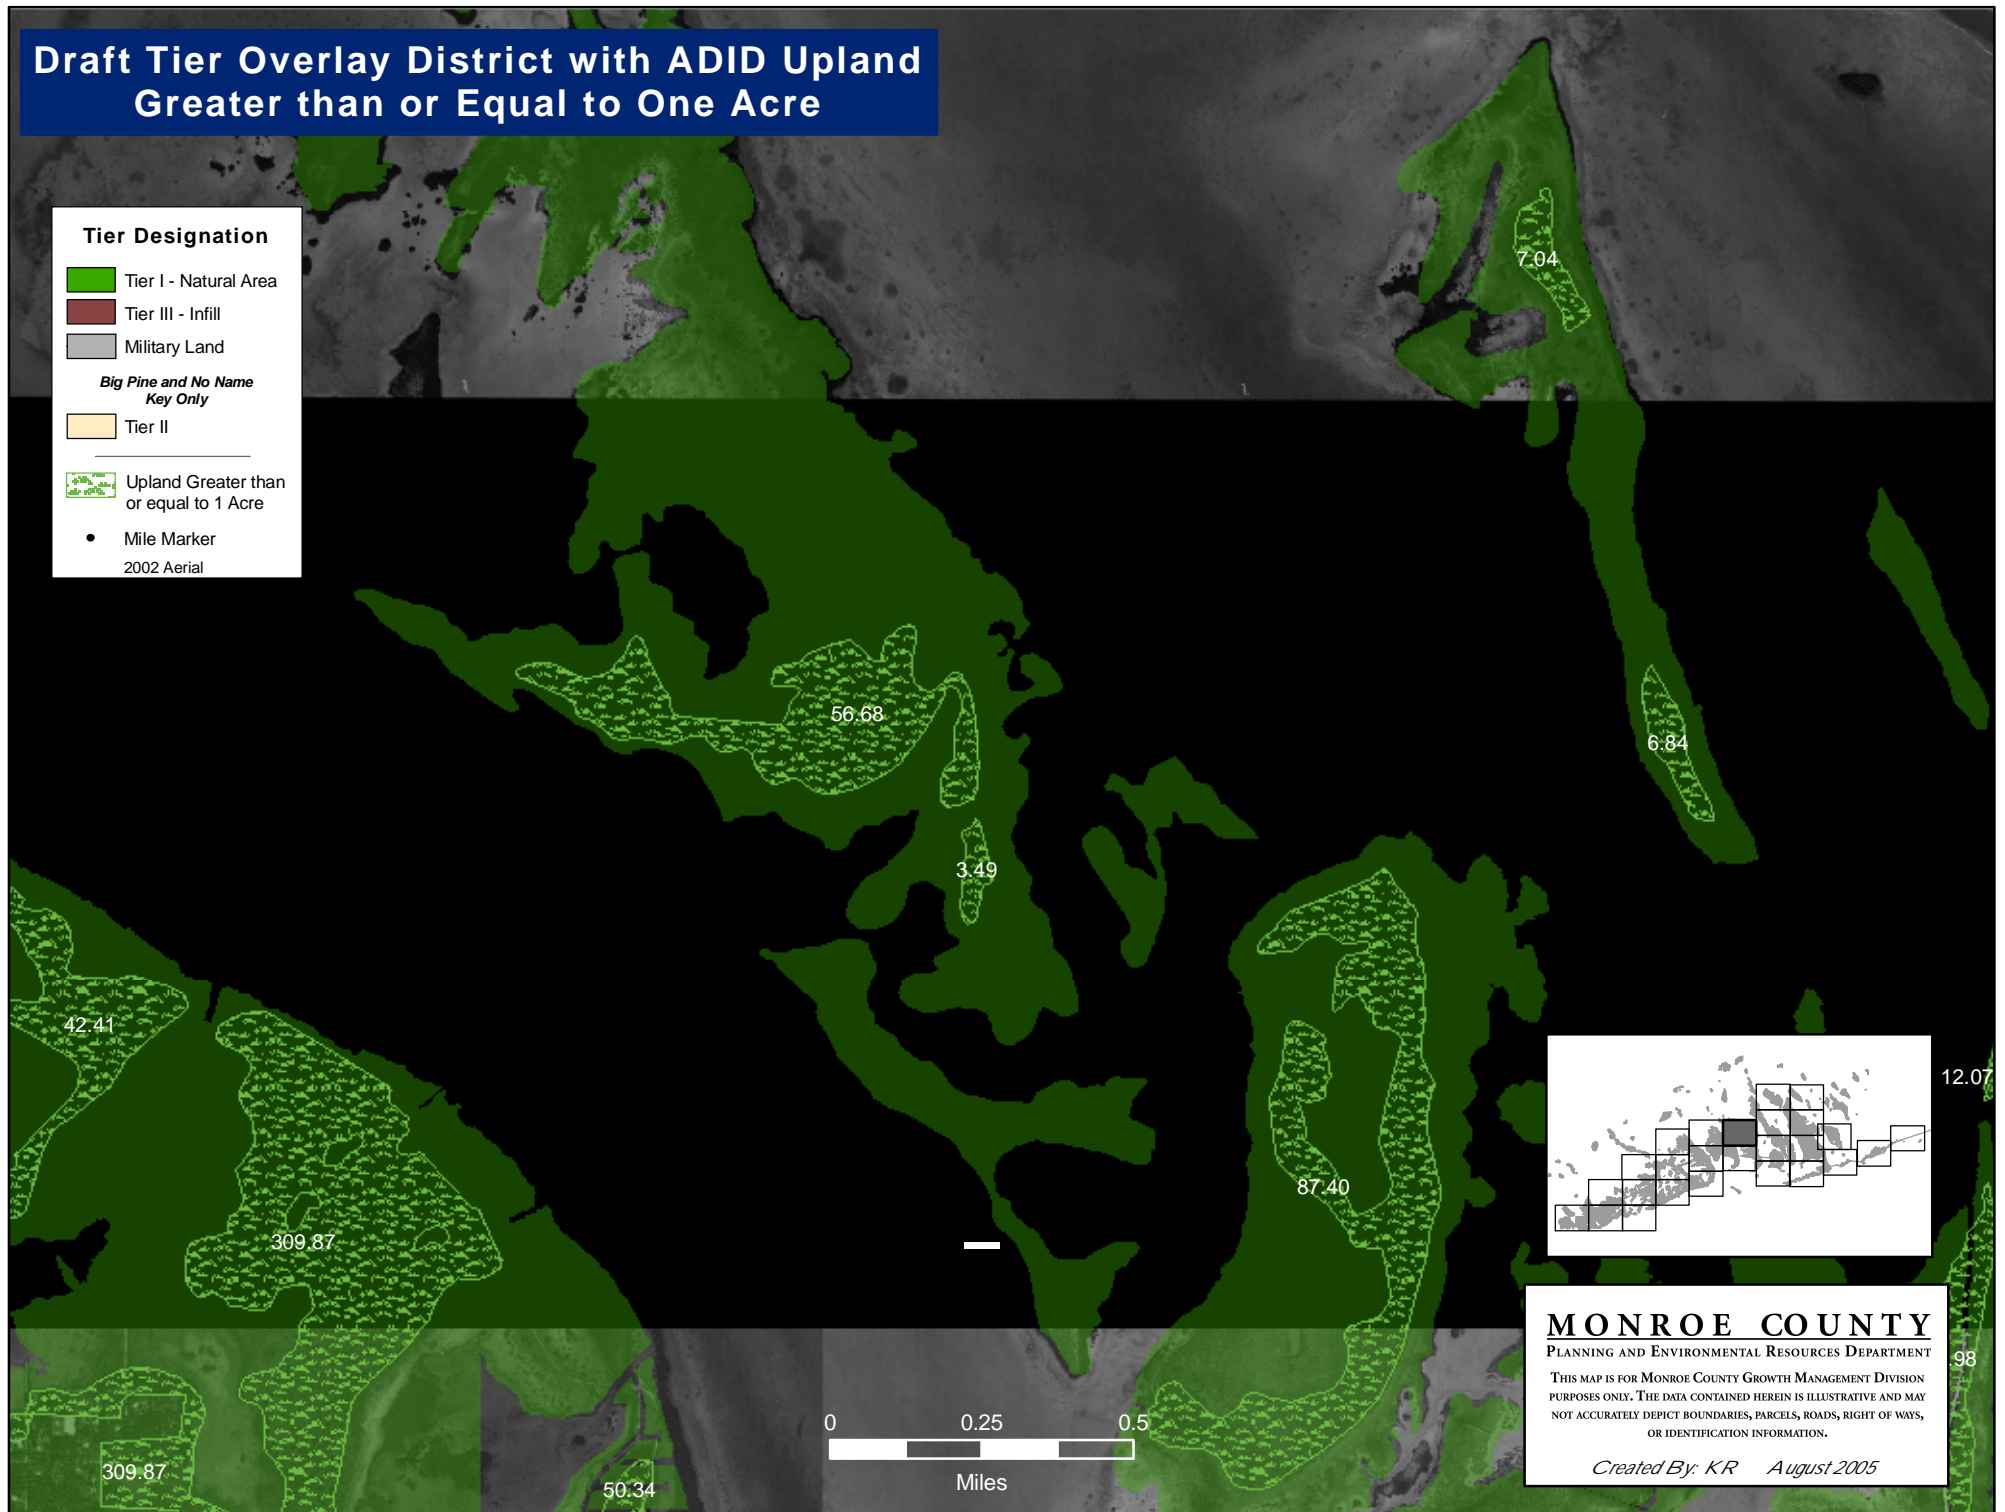 Draft Tier Overlay District with ADID Upland
Greater than or Equal to One Acre
Tier Designation
Tier I - Natural Area
Tier III - Infill
Military Land
Big Pine and No Name
Key Only
Tier II
Upland Greater than
or equal to 1 Acre
Mile Marker
2002 Aerial
7.04
56.68
6.84
3.49
42.41
12.07
87.40
309.87
.98
309.87
50.34
0 0.25 0.5
Miles
MONROE COUNTY
PLANNING AND ENVIRONMENTAL RESOURCES DEPARTMENT
THIS MAP IS FOR MONROE COUNTY GROWTH MANAGEMENT DIVISION
PURPOSES ONLY. THE DATA CONTAINED HEREIN IS ILLUSTRATIVE AND MAY
NOT ACCURATELY DEPICT BOUNDARIES, PARCELS, ROADS, RIGHT OF WAYS,
OR IDENTIFICATION INFORMATION.
Created By: KR August 2005